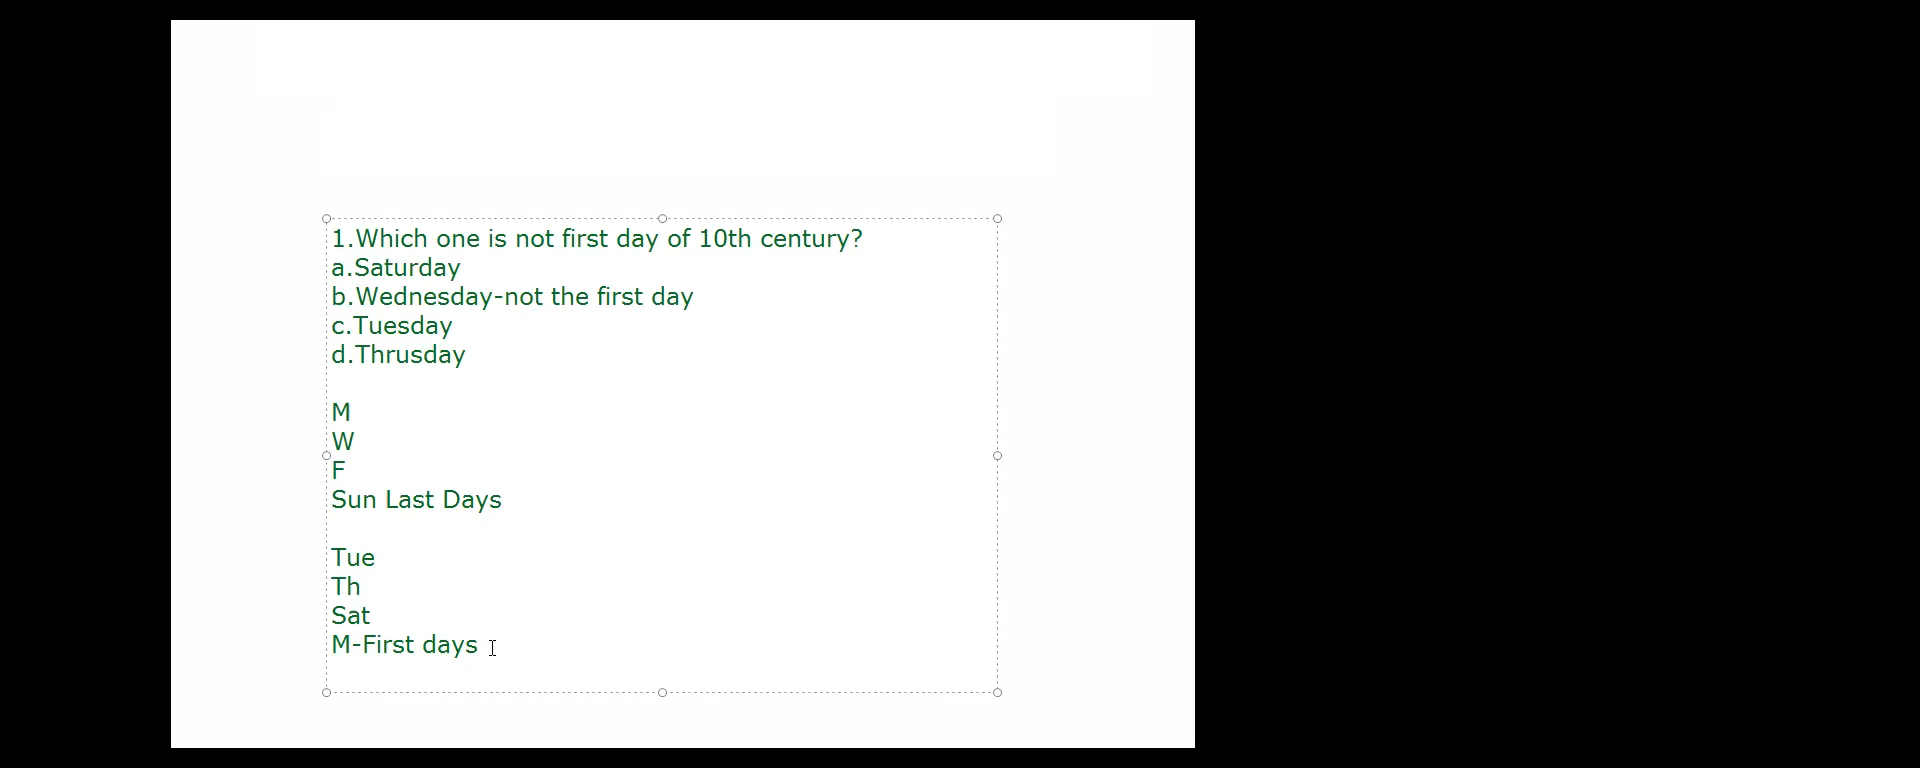 1.Which one is not first day of 10th century?
a.Saturday
b.Wednesday-not the first day
c.Tuesday
d.Thrusday
M
W
F
Sun Last Days
Tue
Th
Sat
M-First days